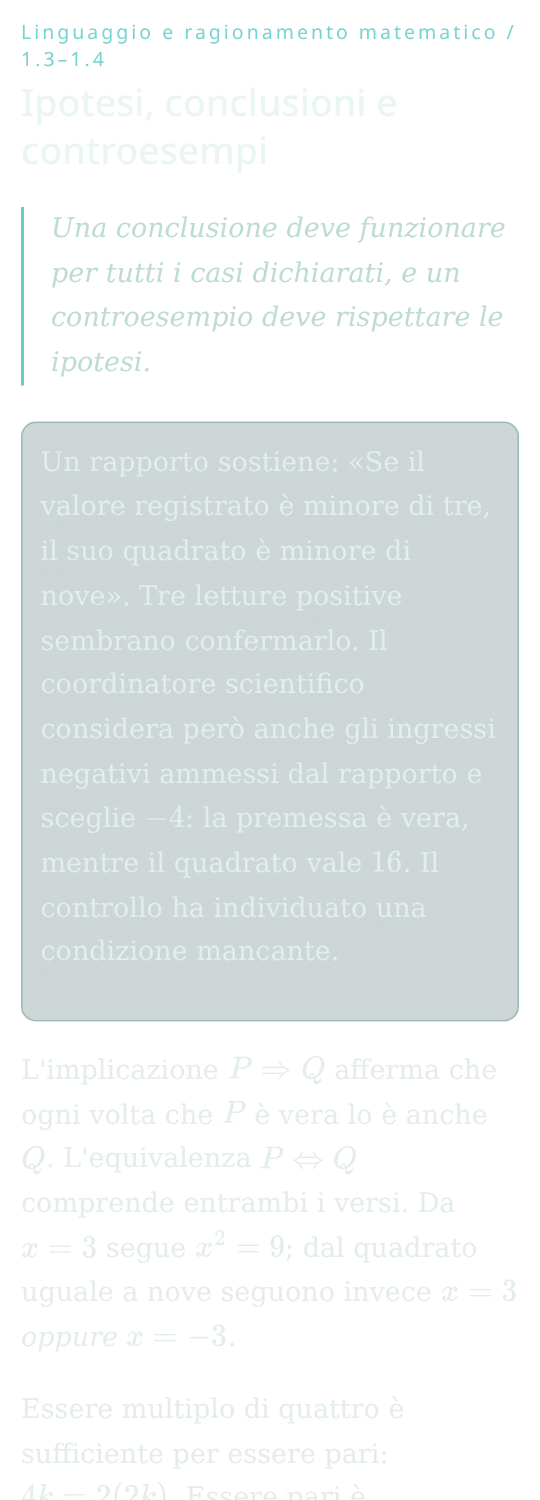 Linguaggio e ragionamento matematico /
1.3–1.4
Ipotesi, conclusioni e
controesempi
Una conclusione deve funzionare
per tutti i casi dichiarati, e un
controesempio deve rispettare le
ipotesi.
Un rapporto sostiene: «Se il
valore registrato è minore di tre,
il suo quadrato è minore di
nove». Tre letture positive
sembrano confermarlo. Il
coordinatore scientifico
considera però anche gli ingressi
negativi ammessi dal rapporto e
sceglie −4: la premessa è vera,
mentre il quadrato vale 16. Il
controllo ha individuato una
condizione mancante.
L'implicazione P ⇒ Q afferma che
ogni volta che P è vera lo è anche
Q. L'equivalenza P ⇔ Q
comprende entrambi i versi. Da
x = 3 segue x² = 9; dal quadrato
uguale a nove seguono invece x = 3
oppure x = −3.
Essere multiplo di quattro è
sufficiente per essere pari:
4k = 2(2k). Essere pari è